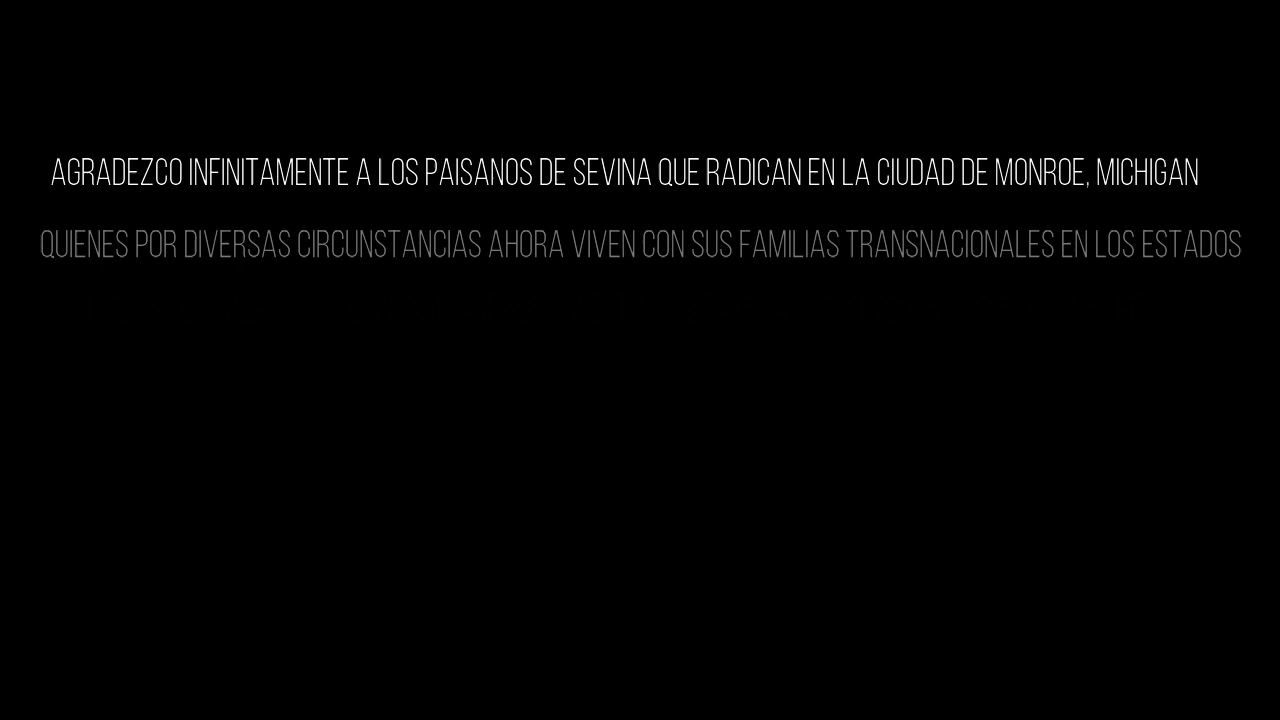 AGRADEZCO INFINITAMENTE A LOS PAISANOS DE SEVINA QUE RADICAN EN LA CIUDAD DE MONROE, MICHIGAN
QUIENES POR DIVERSAS CIRCUNSTANCIAS AHORA VIVEN CON SUS FAMILIAS TRANSNACIONALES EN LOS ESTADOS